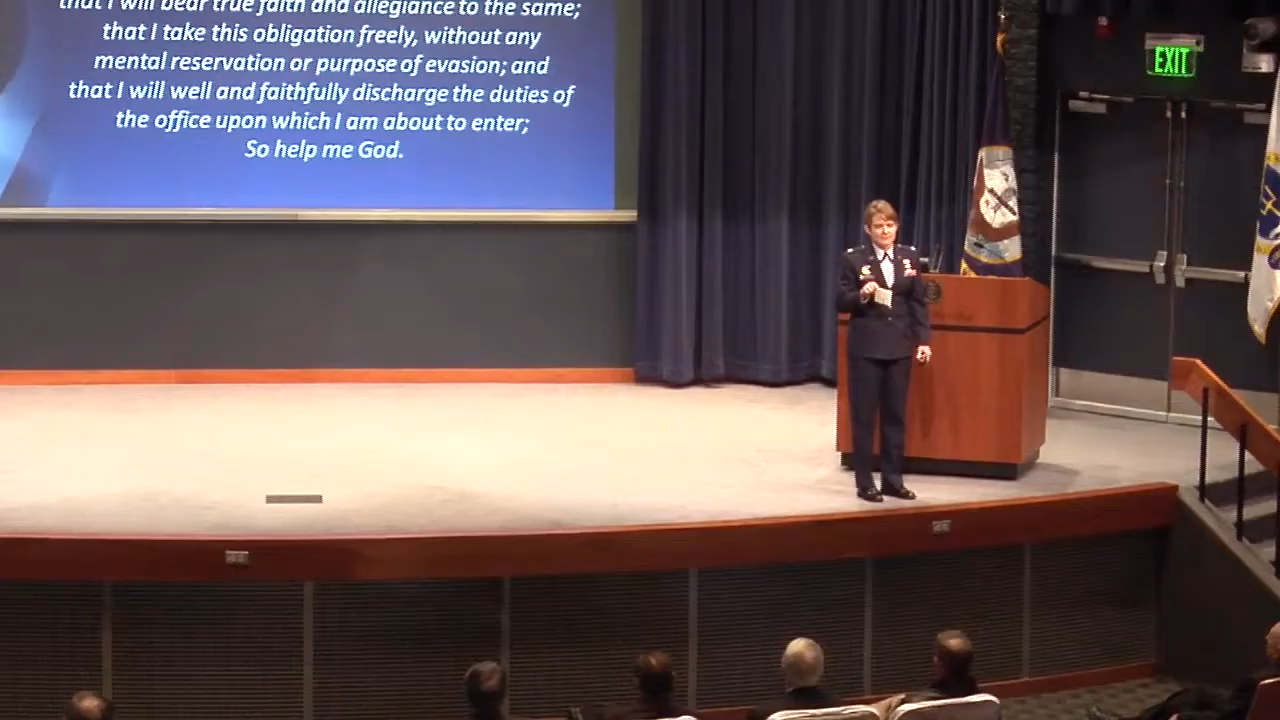 that I will bear true faith and allegiance to the same;
that I take this obligation freely, without any
mental reservation or purpose of evasion; and
that I will well and faithfully discharge the duties of
the office upon which I am about to enter;
So help me God.
EXIT